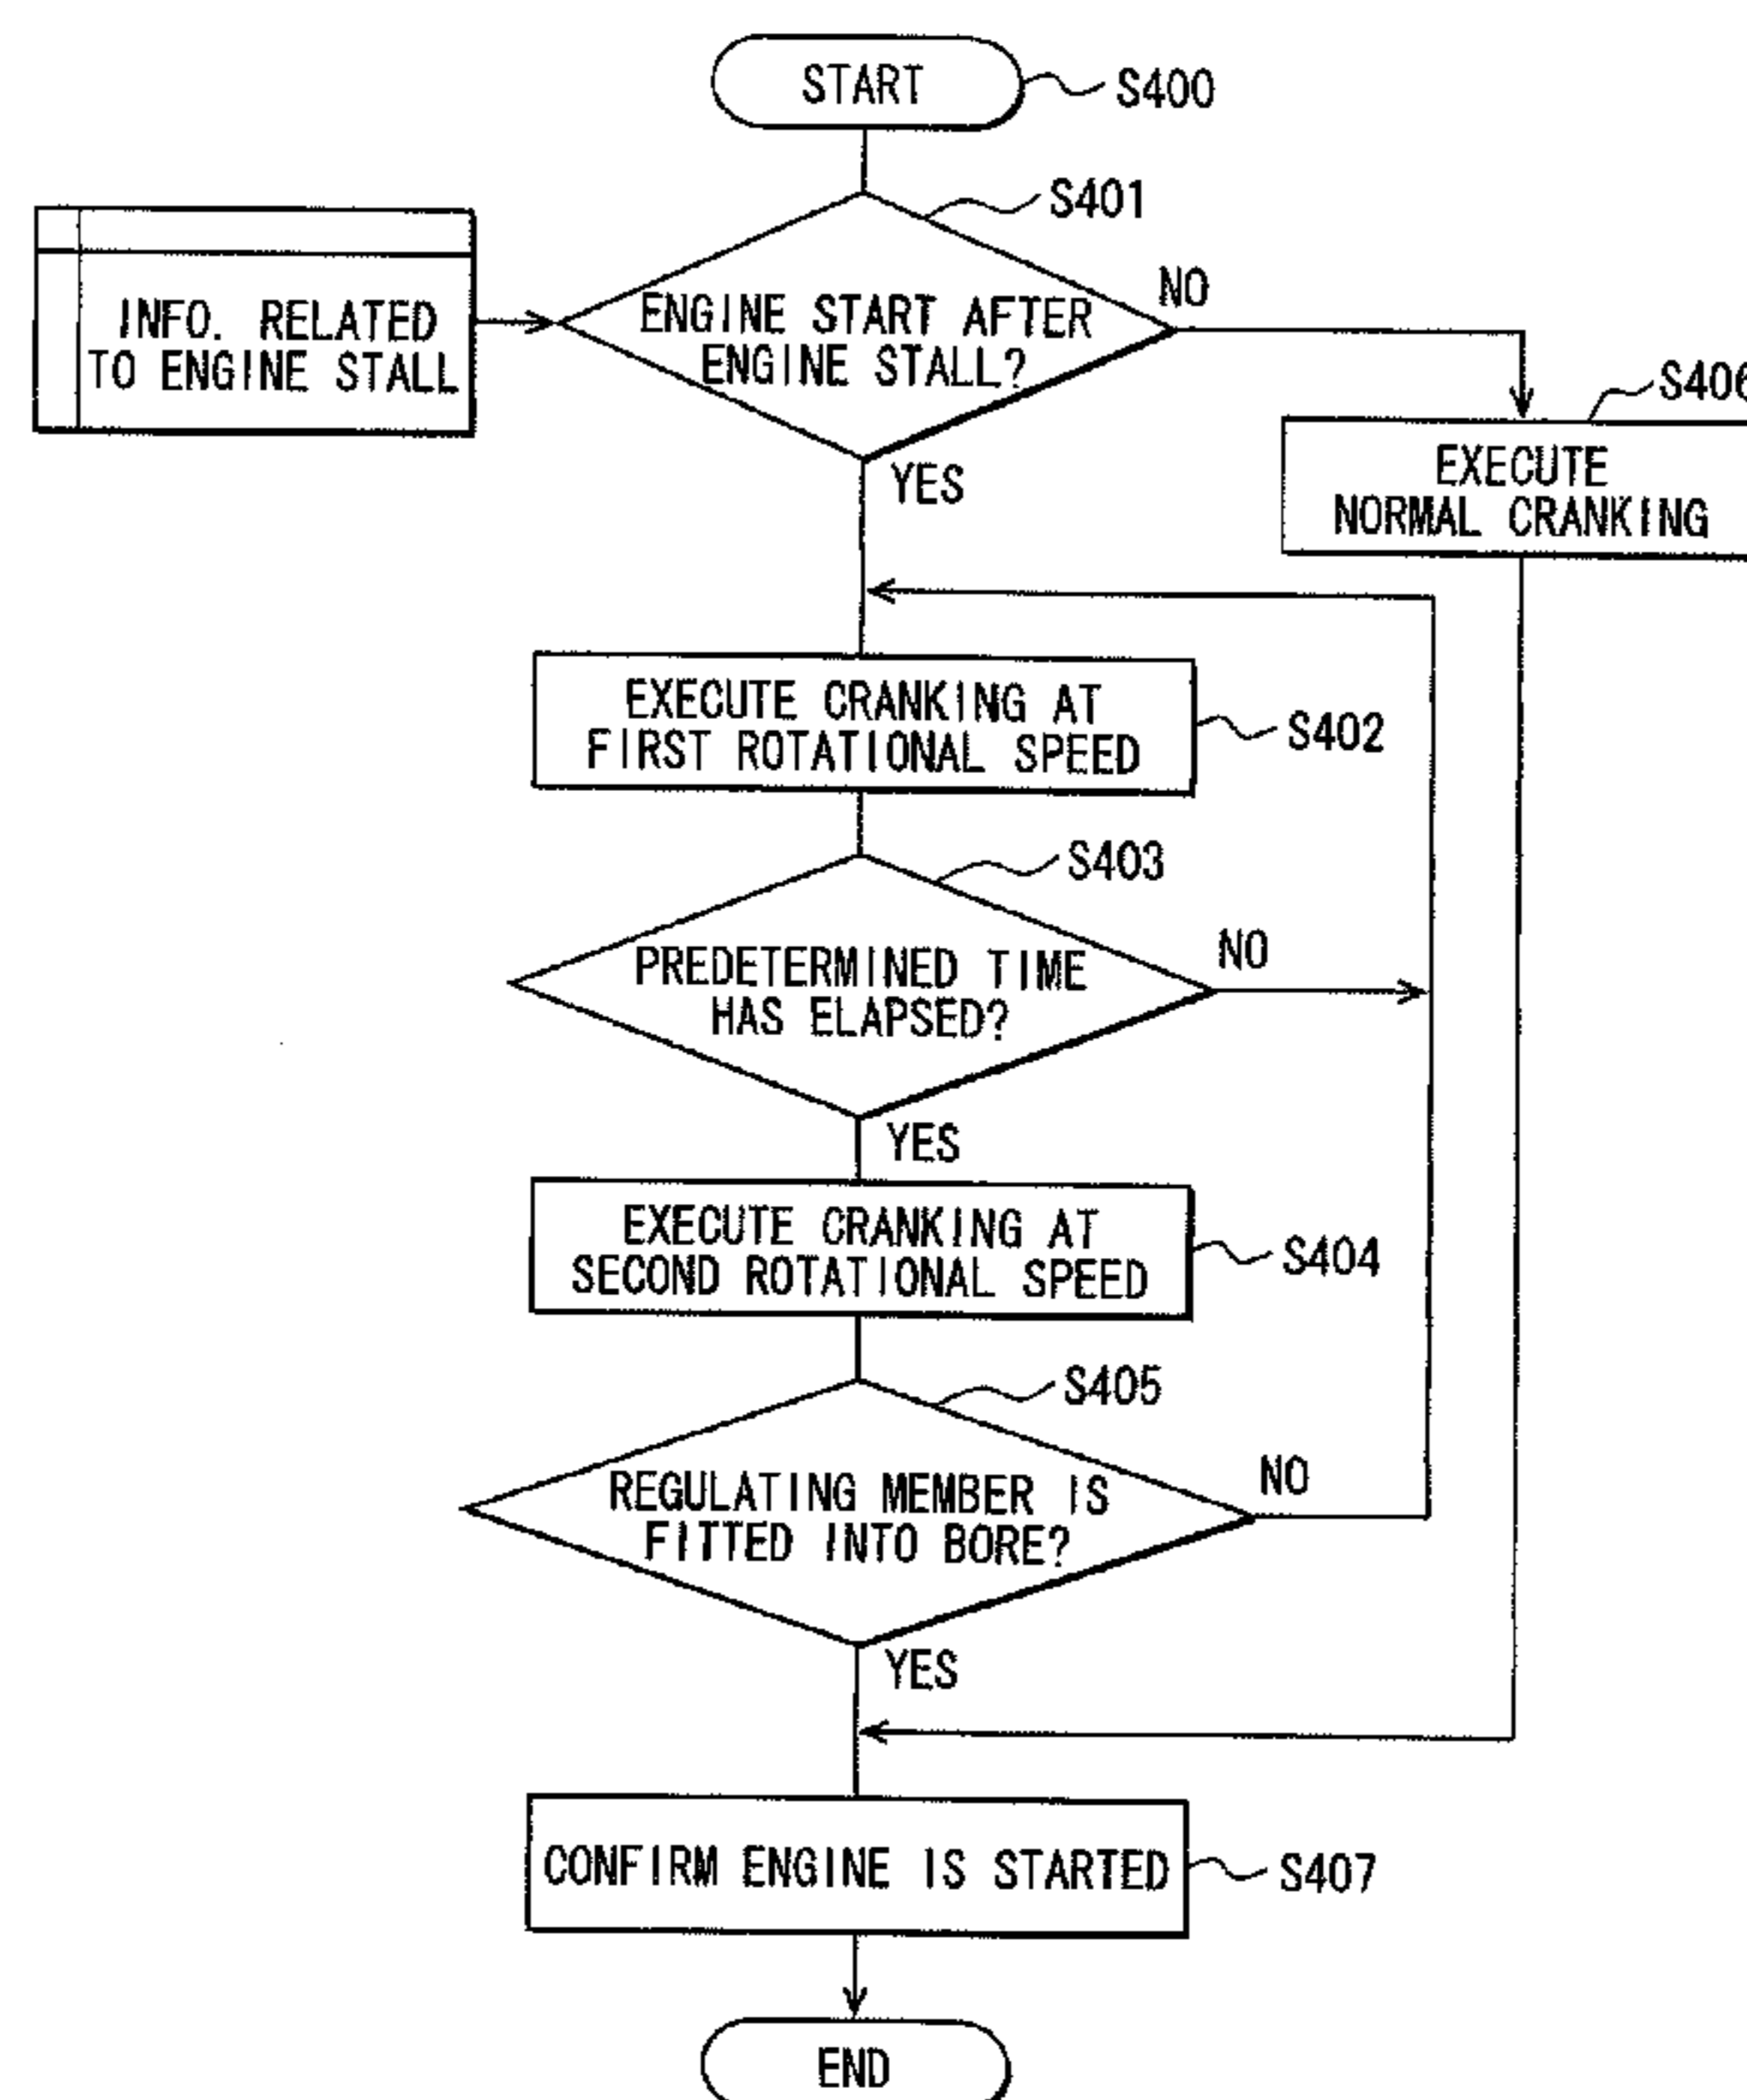 START
S400
S401
INFO. RELATED
TO ENGINE STALL
ENGINE START AFTER
ENGINE STALL?
NO
S406
EXECUTE
NORMAL CRANKING
YES
EXECUTE CRANKING AT
FIRST ROTATIONAL SPEED
S402
S403
PREDETERMINED TIME
HAS ELAPSED?
NO
YES
EXECUTE CRANKING AT
SECOND ROTATIONAL SPEED
S404
S405
REGULATING MEMBER IS
FITTED INTO BORE?
NO
YES
CONFIRM ENGINE IS STARTED
S407
END